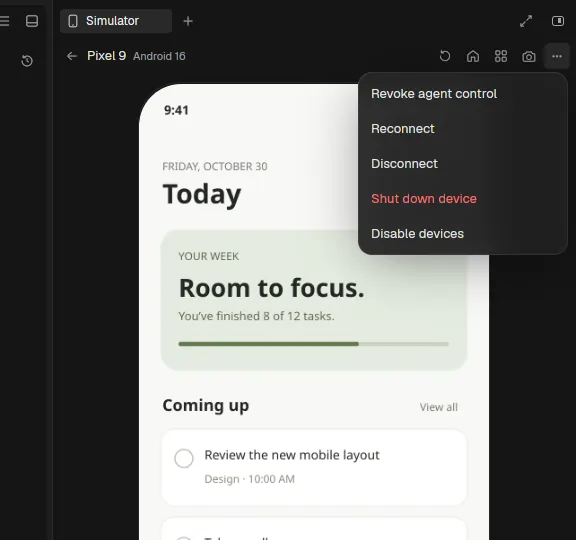 Simulator
Pixel 9 Android 16
Revoke agent control
Reconnect
Disconnect
Shut down device
Disable devices
9:41
FRIDAY, OCTOBER 30
Today
YOUR WEEK
Room to focus.
You've finished 8 of 12 tasks.
Coming up
View all
Review the new mobile layout
Design · 10:00 AM